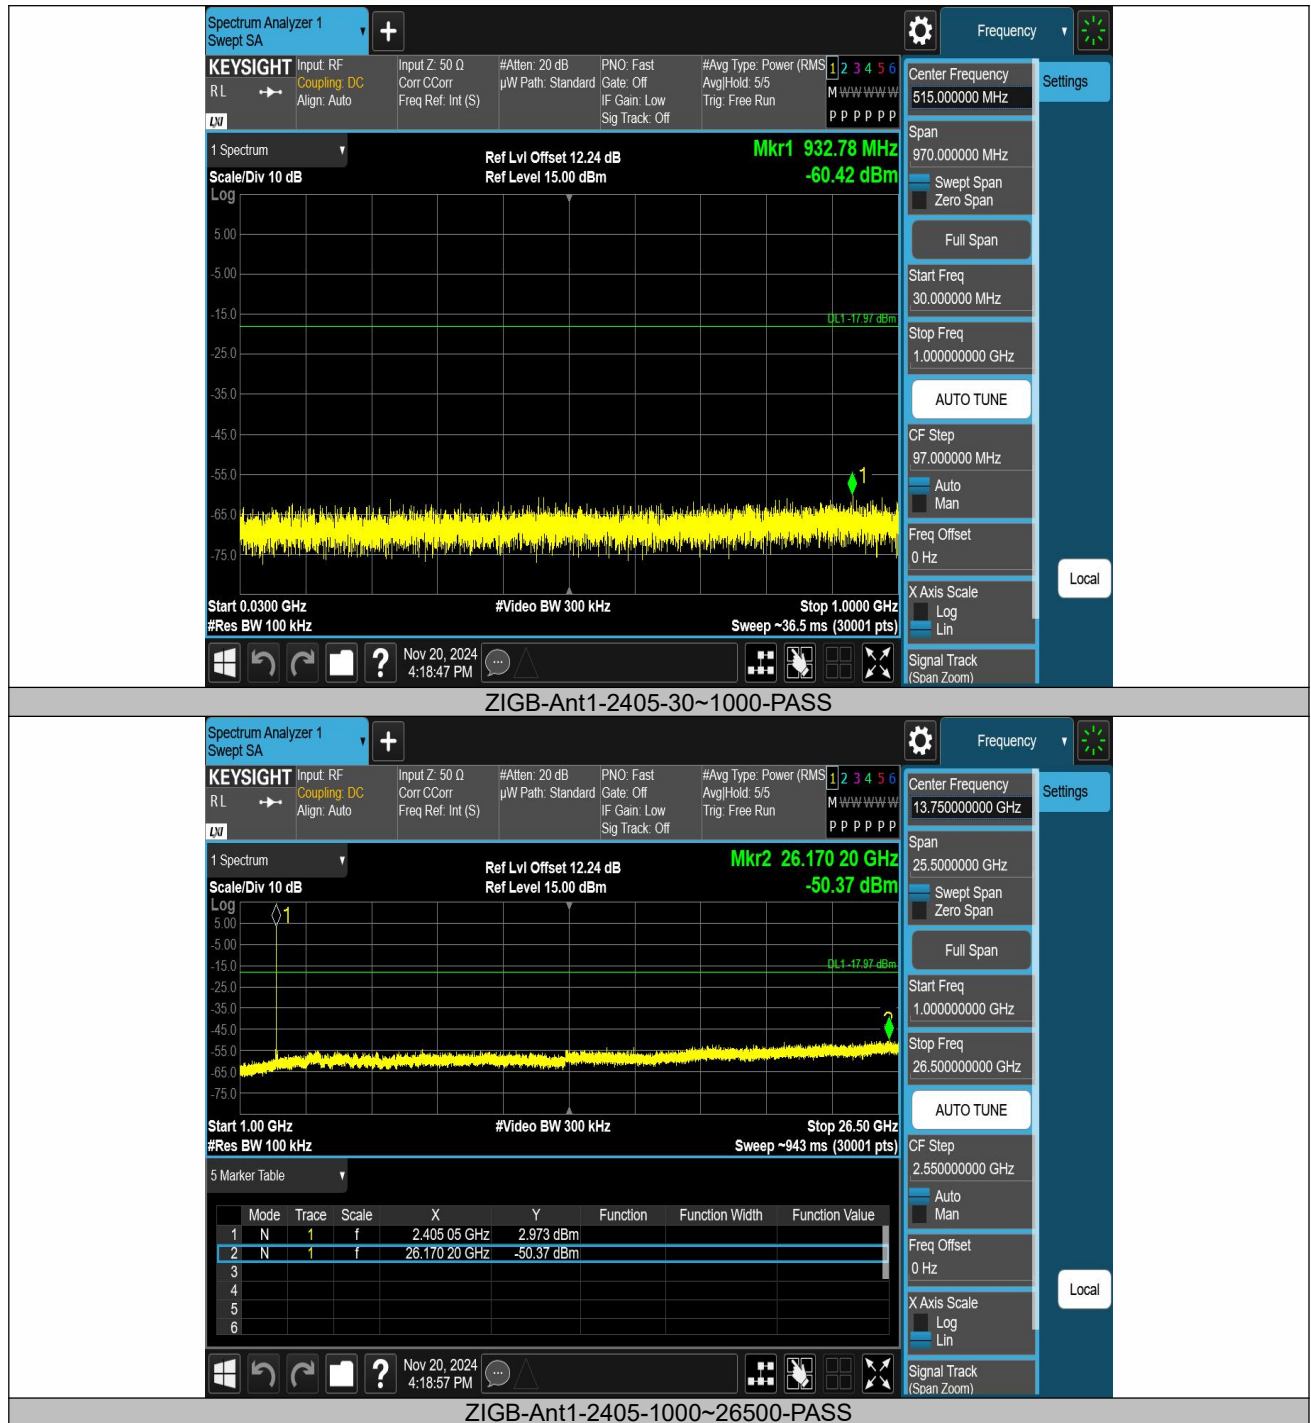 Spectrum Analyzer 1
Swept SA
+
Frequency
KEYSIGHT
RL
LXI
Input: RF
Coupling: DC
Align: Auto
Input Z: 50 Ω
Corr CCorr
Freq Ref: Int (S)
#Atten: 20 dB
µW Path: Standard
PNO: Fast
Gate: Off
IF Gain: Low
Sig Track: Off
#Avg Type: Power (RMS
Avg|Hold: 5/5
Trig: Free Run
1 2 3 4 5 6
M W W W W W
P P P P P P
Center Frequency
515.000000 MHz
Settings
Span
970.000000 MHz
Swept Span
Zero Span
Full Span
Start Freq
30.000000 MHz
Stop Freq
1.000000000 GHz
AUTO TUNE
CF Step
97.000000 MHz
Auto
Man
Freq Offset
0 Hz
X Axis Scale
Log
Lin
Signal Track
(Span Zoom)
Local
1 Spectrum
Scale/Div 10 dB
Ref Lvl Offset 12.24 dB
Ref Level 15.00 dBm
Mkr1 932.78 MHz
-60.42 dBm
Log
5.00
-5.00
-15.0
DL1 -17.97 dBm
-25.0
-35.0
-45.0
-55.0
1
-65.0
-75.0
Start 0.0300 GHz
#Video BW 300 kHz
Stop 1.0000 GHz
#Res BW 100 kHz
Sweep ~36.5 ms (30001 pts)
?
Nov 20, 2024
4:18:47 PM
ZIGB-Ant1-2405-30~1000-PASS
Spectrum Analyzer 1
Swept SA
+
Frequency
KEYSIGHT
RL
LXI
Input: RF
Coupling: DC
Align: Auto
Input Z: 50 Ω
Corr CCorr
Freq Ref: Int (S)
#Atten: 20 dB
µW Path: Standard
PNO: Fast
Gate: Off
IF Gain: Low
Sig Track: Off
#Avg Type: Power (RMS
Avg|Hold: 5/5
Trig: Free Run
1 2 3 4 5 6
M W W W W W
P P P P P P
Center Frequency
13.750000000 GHz
Settings
Span
25.5000000 GHz
Swept Span
Zero Span
Full Span
Start Freq
1.000000000 GHz
Stop Freq
26.500000000 GHz
AUTO TUNE
CF Step
2.550000000 GHz
Auto
Man
Freq Offset
0 Hz
X Axis Scale
Log
Lin
Signal Track
(Span Zoom)
Local
1 Spectrum
Scale/Div 10 dB
Ref Lvl Offset 12.24 dB
Ref Level 15.00 dBm
Mkr2 26.170 20 GHz
-50.37 dBm
Log
1
5.00
-5.00
-15.0
DL1 -17.97 dBm
-25.0
-35.0
2
-45.0
-55.0
-65.0
-75.0
Start 1.00 GHz
#Video BW 300 kHz
Stop 26.50 GHz
#Res BW 100 kHz
Sweep ~943 ms (30001 pts)
5 Marker Table
Mode Trace Scale X Y Function Function Width Function Value
1 N 1 f 2.405 05 GHz 2.973 dBm
2 N 1 f 26.170 20 GHz -50.37 dBm
3
4
5
6
?
Nov 20, 2024
4:18:57 PM
ZIGB-Ant1-2405-1000~26500-PASS